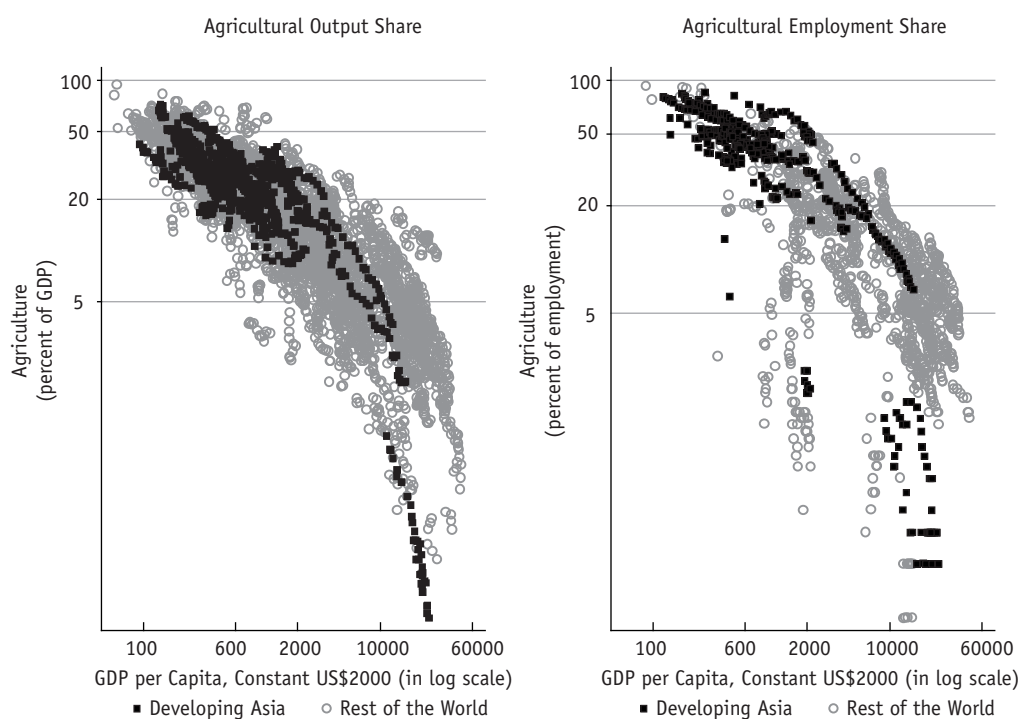 Agricultural Output Share
100
50
20
5
Agriculture
(percent of GDP)
100 600 2000 10000 60000
GDP per Capita, Constant US$2000 (in log scale)
Developing Asia Rest of the World
Agricultural Employment Share
100
50
20
5
Agriculture
(percent of employment)
100 600 2000 10000 60000
GDP per Capita, Constant US$2000 (in log scale)
Developing Asia Rest of the World